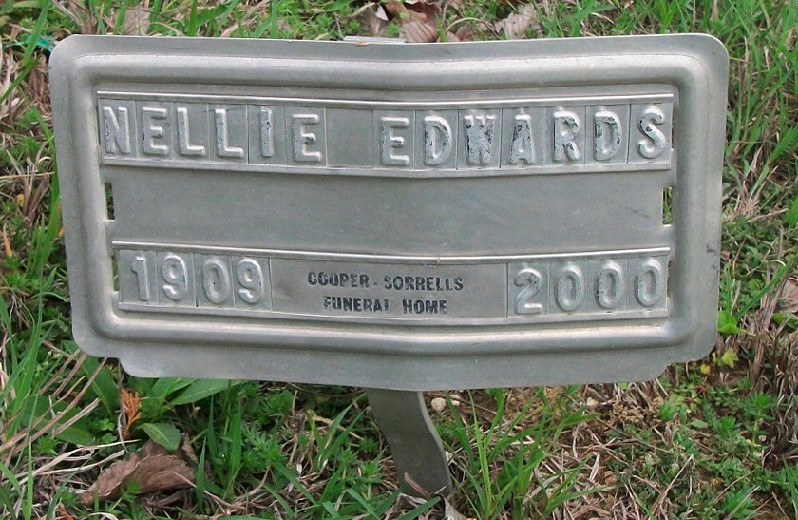 NELLIE EDWARDS
1909 COOPER-SORRELLS 2000
FUNERAL HOME